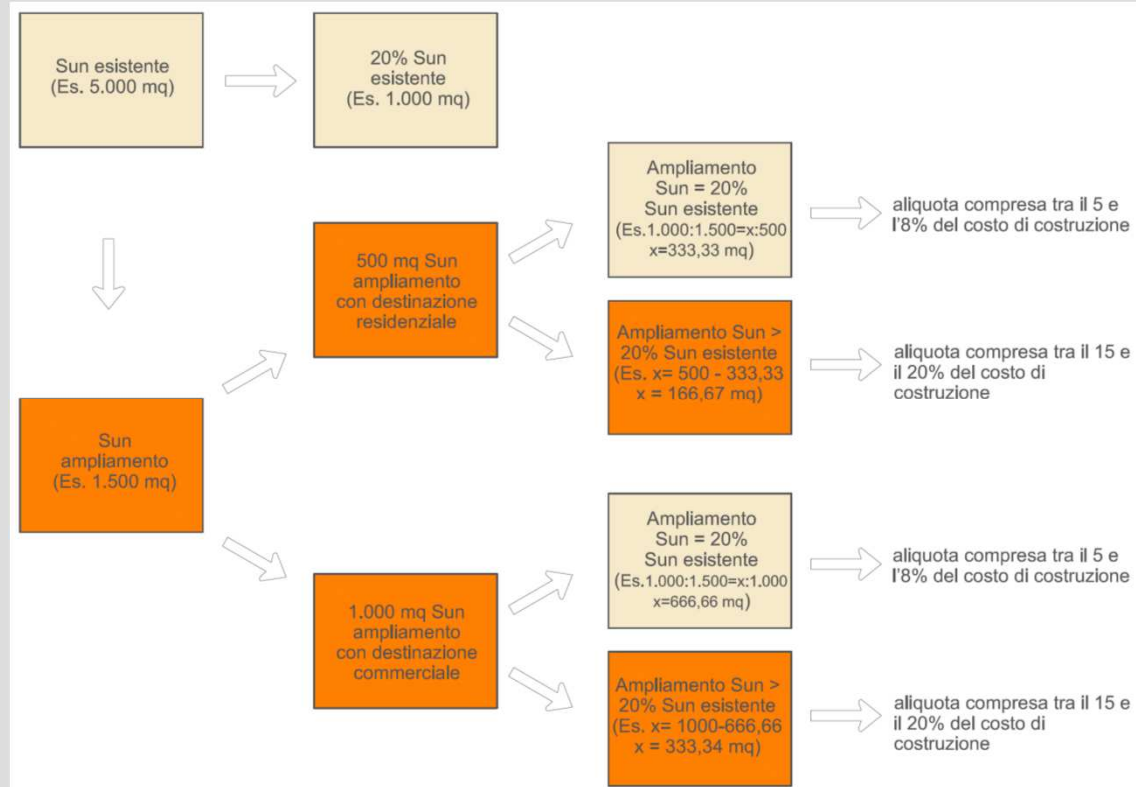 Sun esistente
(Es. 5.000 mq)
20% Sun
esistente
(Es. 1.000 mq)
Ampliamento
Sun = 20%
Sun esistente
(Es.1.000:1.500=x:500
x=333,33 mq)
aliquota compresa tra il 5 e
l'8% del costo di costruzione
500 mq Sun
ampliamento
con destinazione
residenziale
Ampliamento Sun >
20% Sun esistente
(Es. x= 500 - 333,33
x = 166,67 mq)
aliquota compresa tra il 15 e
il 20% del costo di
costruzione
Sun
ampliamento
(Es. 1.500 mq)
Ampliamento
Sun = 20%
Sun esistente
(Es.1.000:1.500=x:1.000
x=666,66 mq)
aliquota compresa tra il 5 e
l'8% del costo di costruzione
1.000 mq Sun
ampliamento
con destinazione
commerciale
Ampliamento Sun >
20% Sun esistente
(Es. x= 1000-666,66
x = 333,34 mq)
aliquota compresa tra il 15 e
il 20% del costo di
costruzione